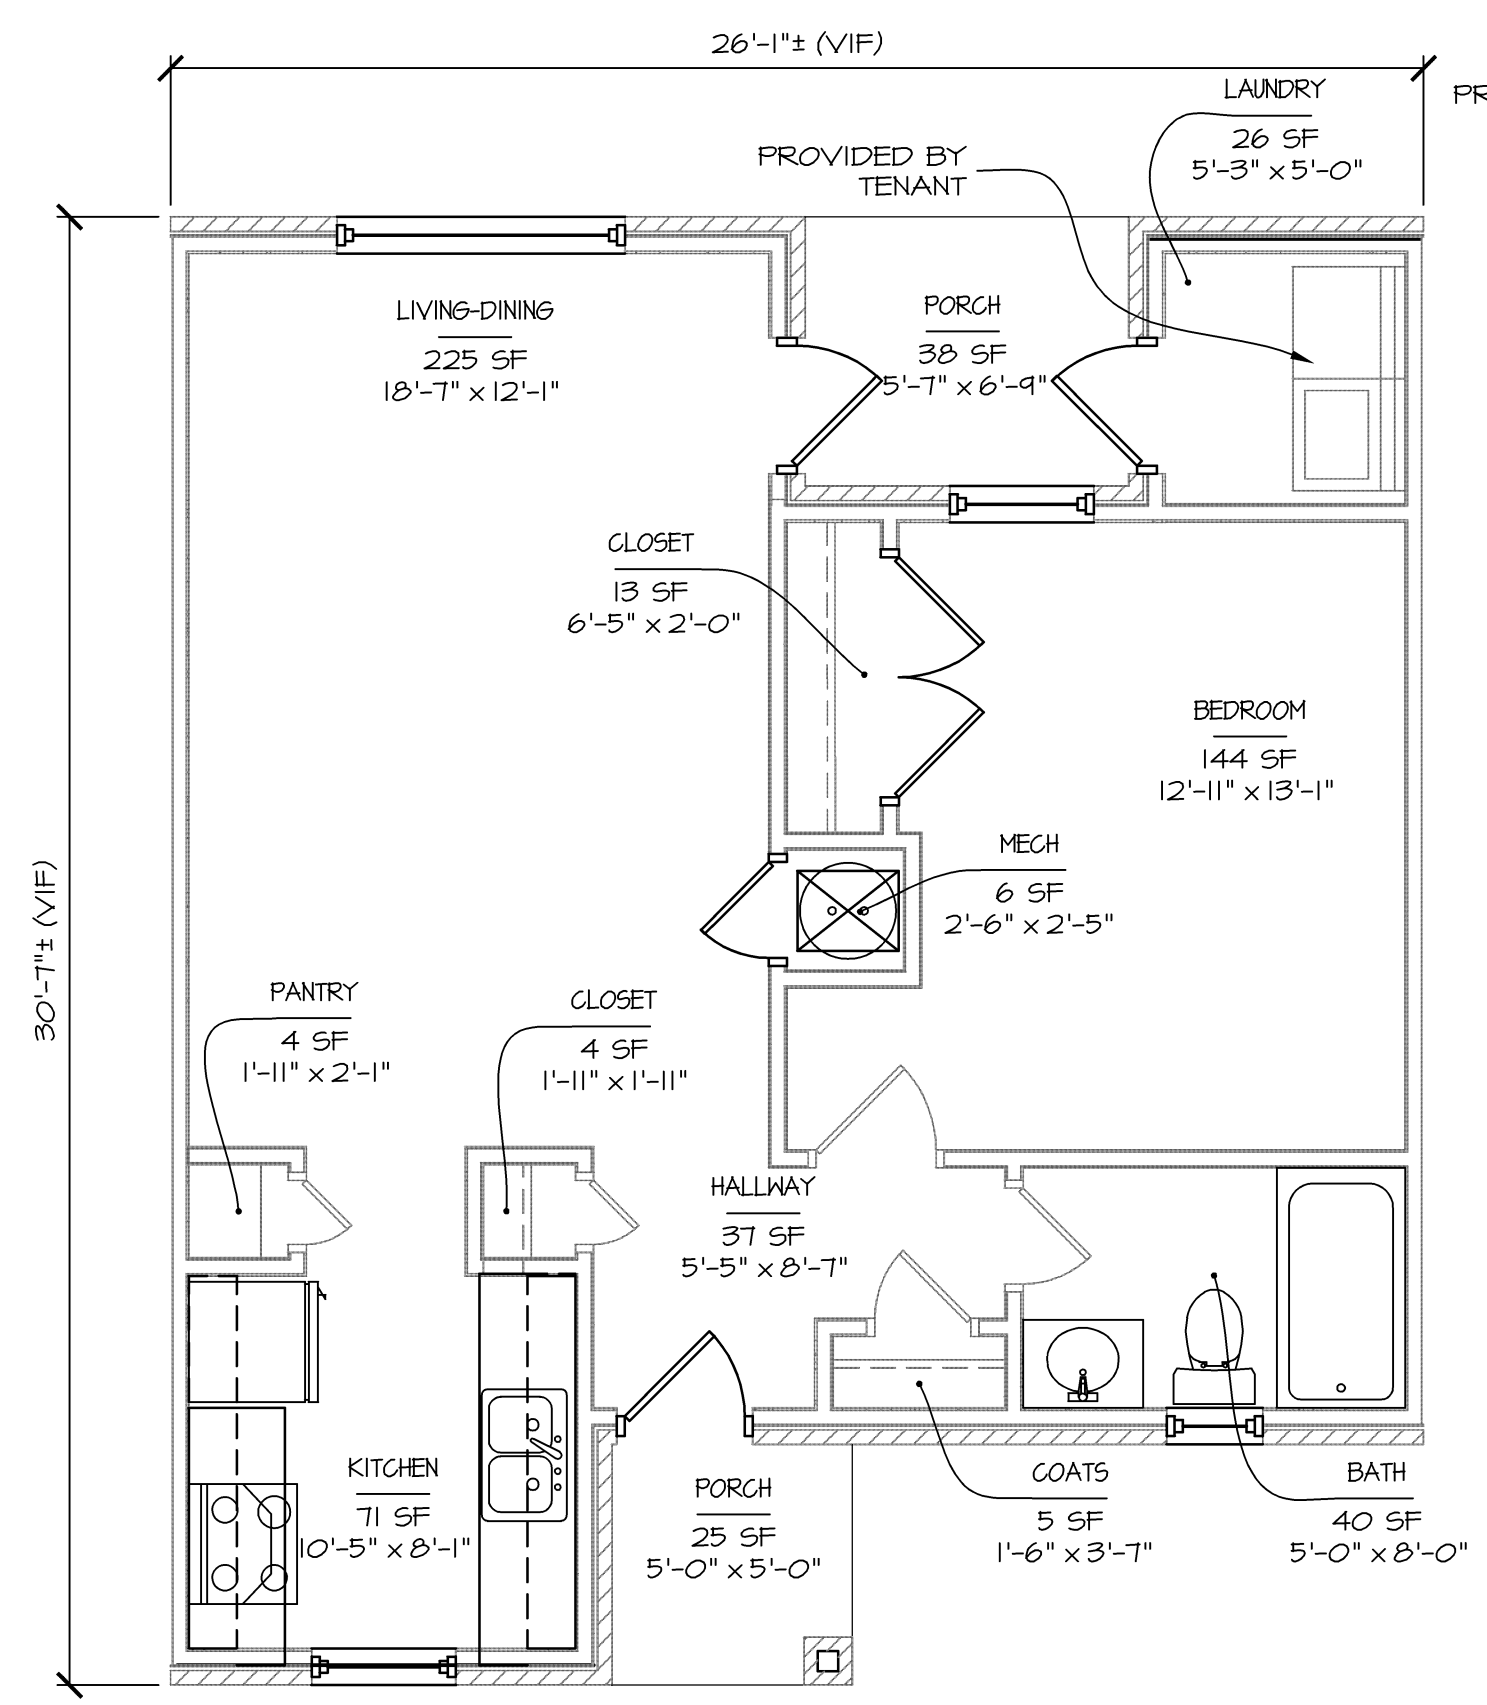 26'-1"± (VIF)
LAUNDRY
26 SF
5'-3" x 5'-0"
PR
PROVIDED BY
TENANT
LIVING-DINING
225 SF
18'-7" x 12'-1"
PORCH
38 SF
5'-7" x 6'-9"
CLOSET
13 SF
6'-5" x 2'-0"
BEDROOM
144 SF
12'-11" x 13'-1"
MECH
6 SF
2'-6" x 2'-5"
30'-7"± (VIF)
PANTRY
4 SF
1'-11" x 2'-1"
CLOSET
4 SF
1'-11" x 1'-11"
HALLWAY
37 SF
5'-5" x 8'-7"
KITCHEN
71 SF
10'-5" x 8'-1"
PORCH
25 SF
5'-0" x 5'-0"
COATS
5 SF
1'-6" x 3'-7"
BATH
40 SF
5'-0" x 8'-0"